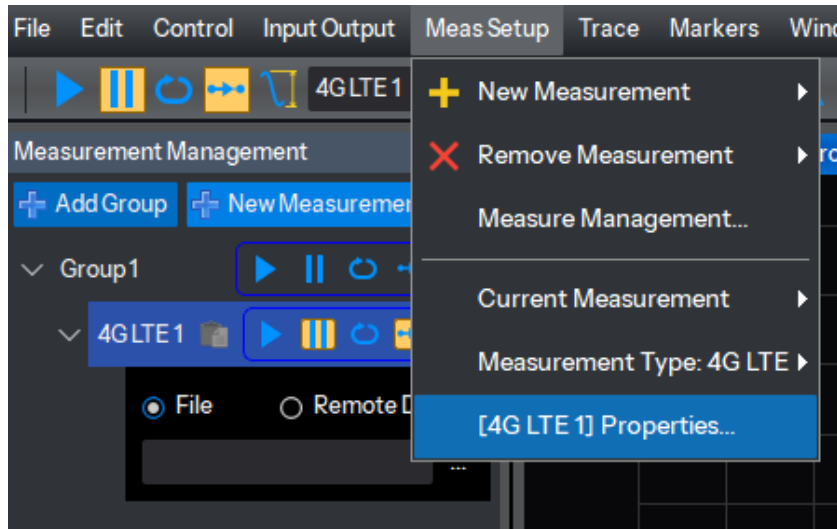 File Edit Control Input Output Meas Setup Trace Markers
4G LTE 1
New Measurement
Measurement Management
Remove Measurement
Add Group New
Measure Management...
Group1
Current Measurement
4G LTE 1
Measurement Type: 4G LTE
File Remote
[4G LTE 1] Properties...
...